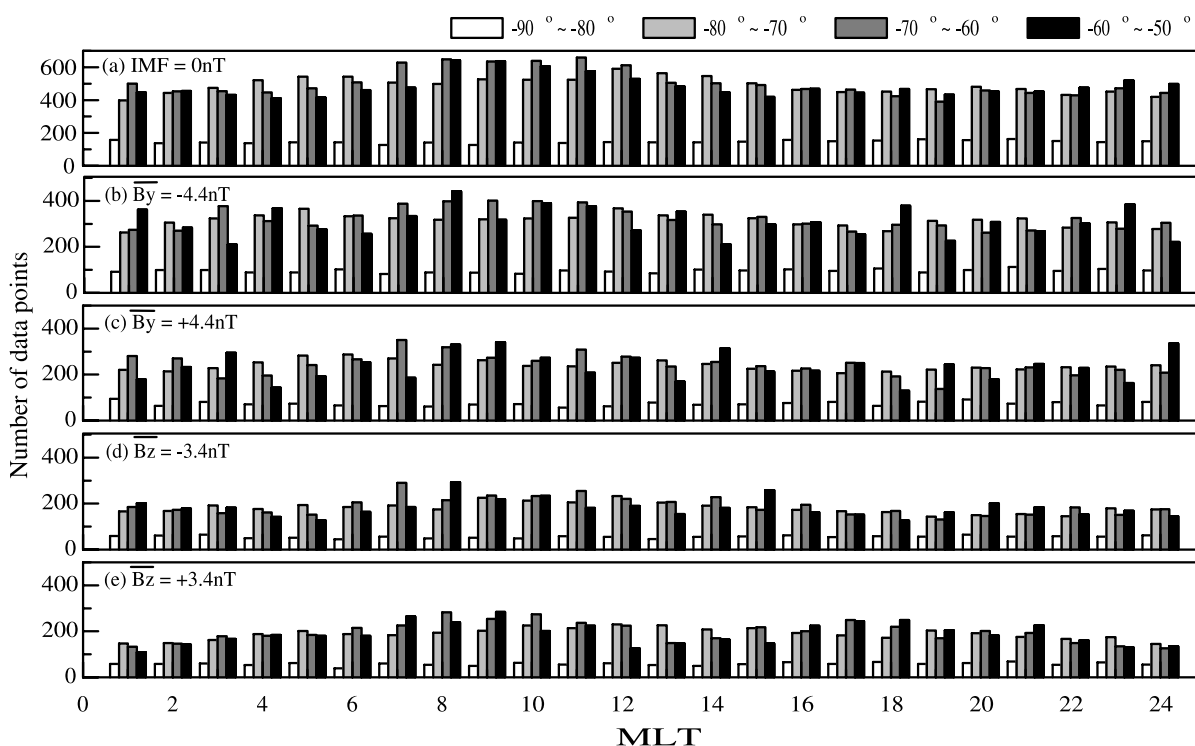 -90 o ~ -80 o -80 o ~ -70 o -70 o ~ -60 o -60 o ~ -50 o
Number of data points
(a) IMF = 0nT
600
400
200
0
(b) By = -4.4nT
400
200
0
(c) By = +4.4nT
400
200
0
(d) Bz = -3.4nT
400
200
0
(e) Bz = +3.4nT
400
200
0
0 2 4 6 8 10 12 14 16 18 20 22 24
MLT